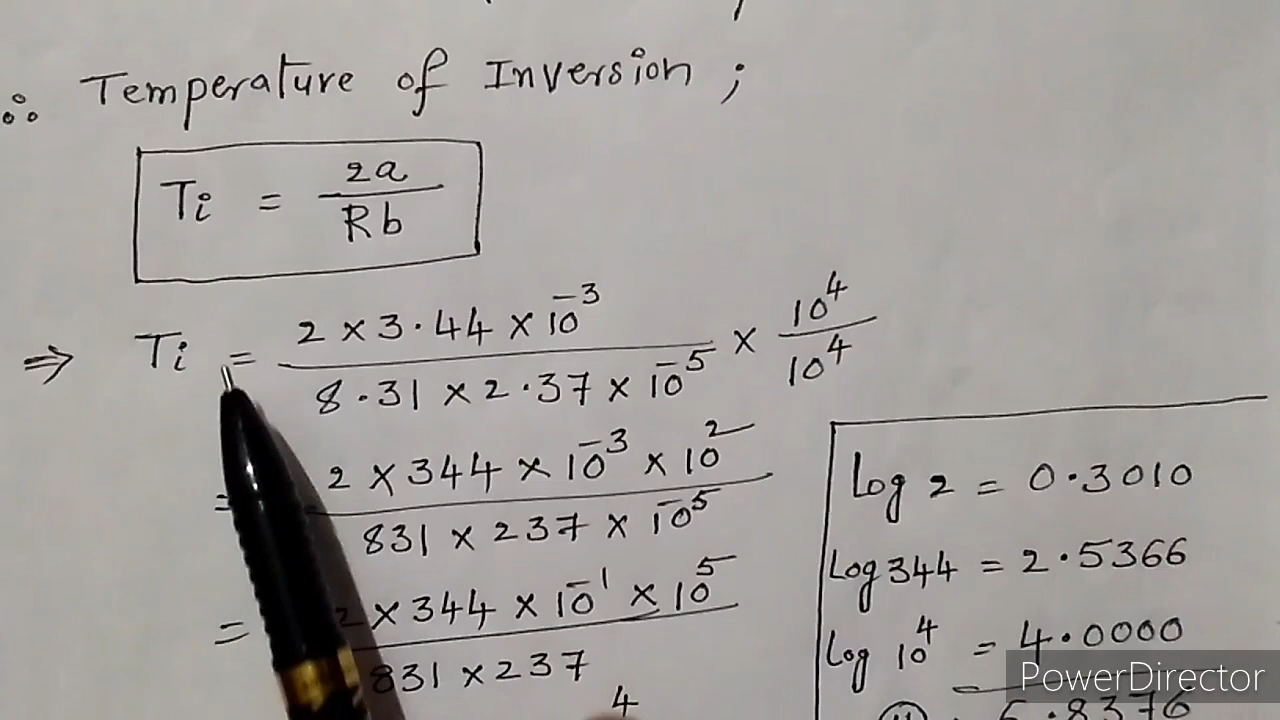 ∴ Temperature of Inversion ;
Ti = 2a / Rb
⇒ Ti = 2 × 3.44 × 10⁻³ / 8.31 × 2.37 × 10⁻⁵ × 10⁴ / 10⁴
= 2 × 344 × 10⁻³ × 10² / 831 × 237 × 10⁻⁵
= 2 × 344 × 10⁻¹ × 10⁵ / 831 × 237
4
log 2 = 0.3010
log 344 = 2.5366
log 10⁴ = 4.0000
6.8376
PowerDirector